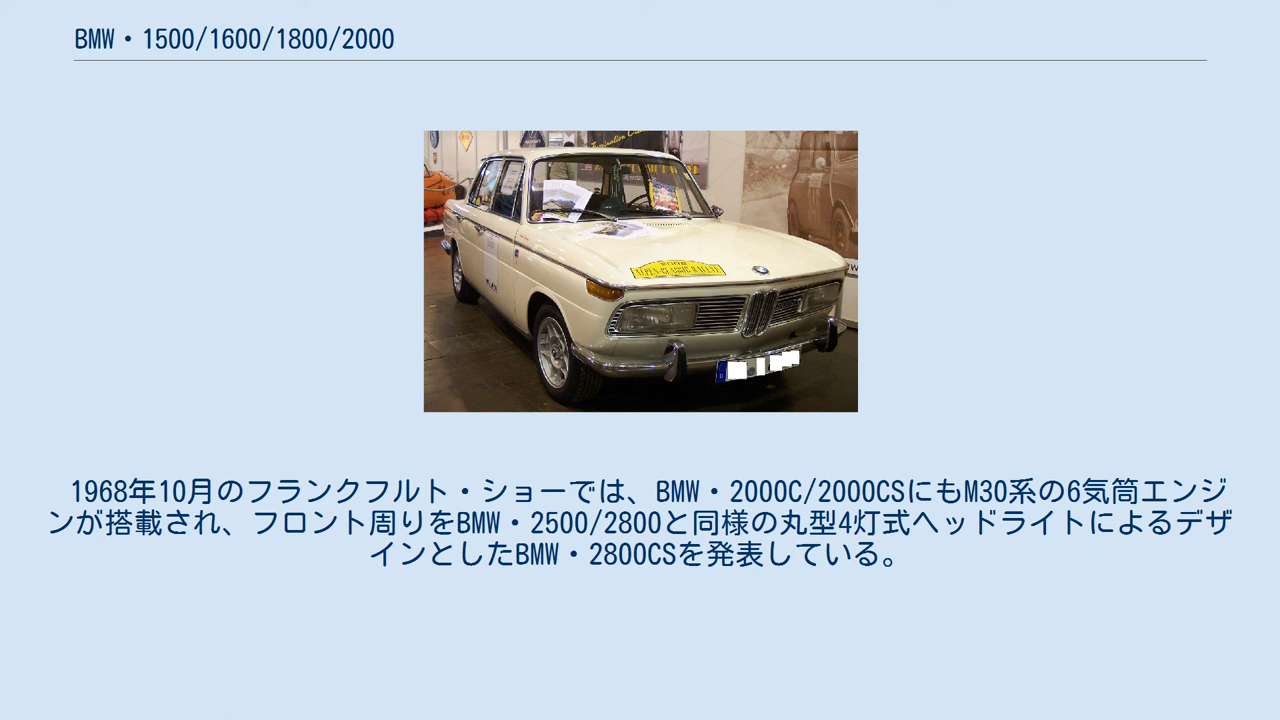 BMW・1500/1600/1800/2000
2008
ALPEN-CLASSIC-RALLYE
1968年10月のフランクフルト・ショーでは、BMW・2000C/2000CSにもM30系の6気筒エンジ
ンが搭載され、フロント周りをBMW・2500/2800と同様の丸型4灯式ヘッドライトによるデザ
インとしたBMW・2800CSを発表している。